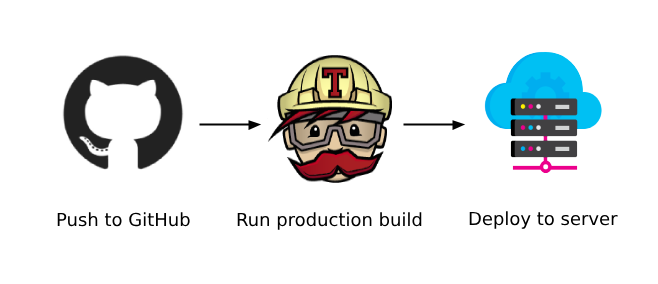 T
Push to GitHub
Run production build
Deploy to server